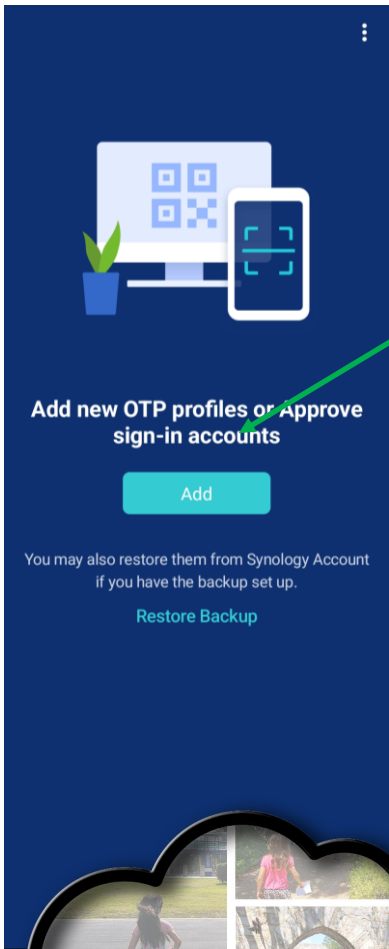 Add new OTP profiles or Approve
sign-in accounts
Add
You may also restore them from Synology Account
if you have the backup set up.
Restore Backup